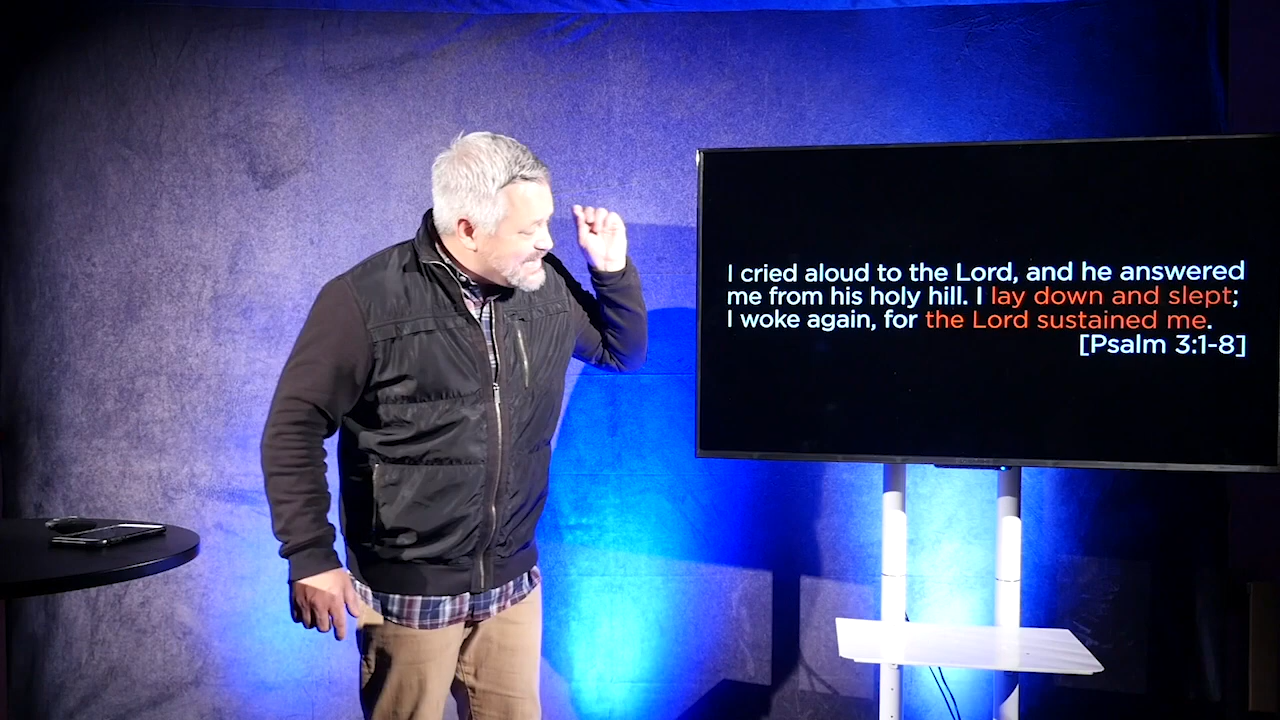 I cried aloud to the Lord, and he answered
me from his holy hill. I lay down and slept;
I woke again, for the Lord sustained me.
[Psalm 3:1-8]